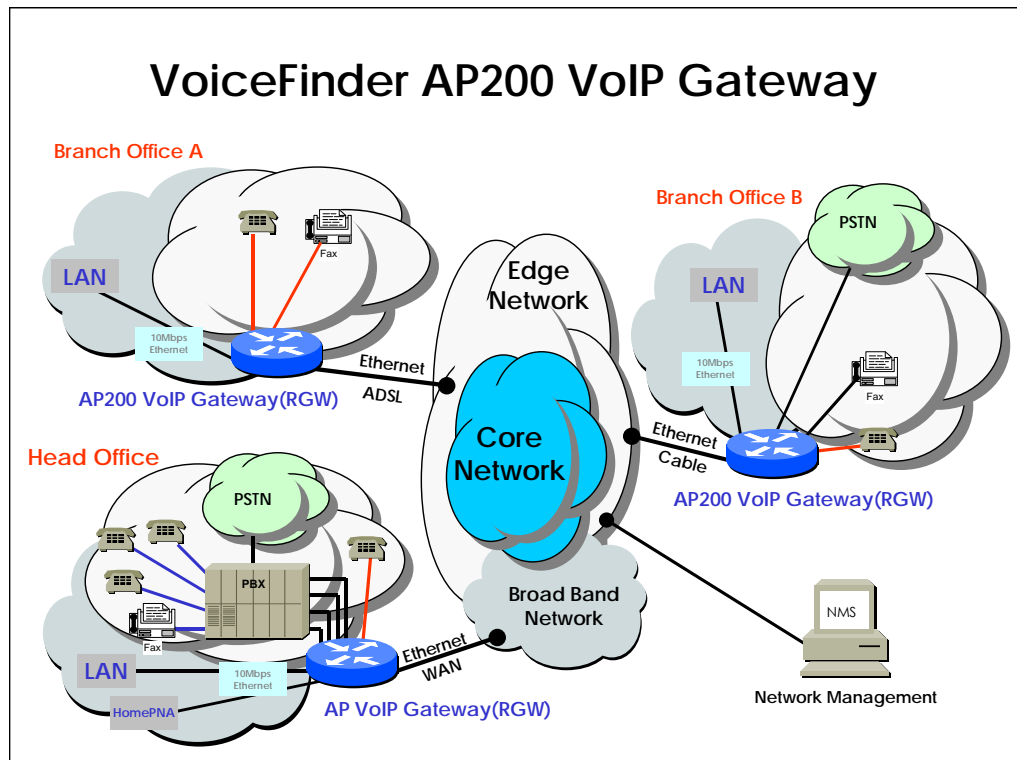 VoiceFinder AP200 VoIP Gateway
Branch Office A
Fax
LAN
10Mbps
Ethernet
AP200 VoIP Gateway(RGW)
Ethernet
ADSL
Edge
Network
Core
Network
Broad Band
Network
Branch Office B
PSTN
LAN
10Mbps
Ethernet
Fax
Ethernet
Cable
AP200 VoIP Gateway(RGW)
Head Office
PSTN
PBX
Fax
LAN
10Mbps
Ethernet
HomePNA
Ethernet
WAN
AP VoIP Gateway(RGW)
NMS
Network Management